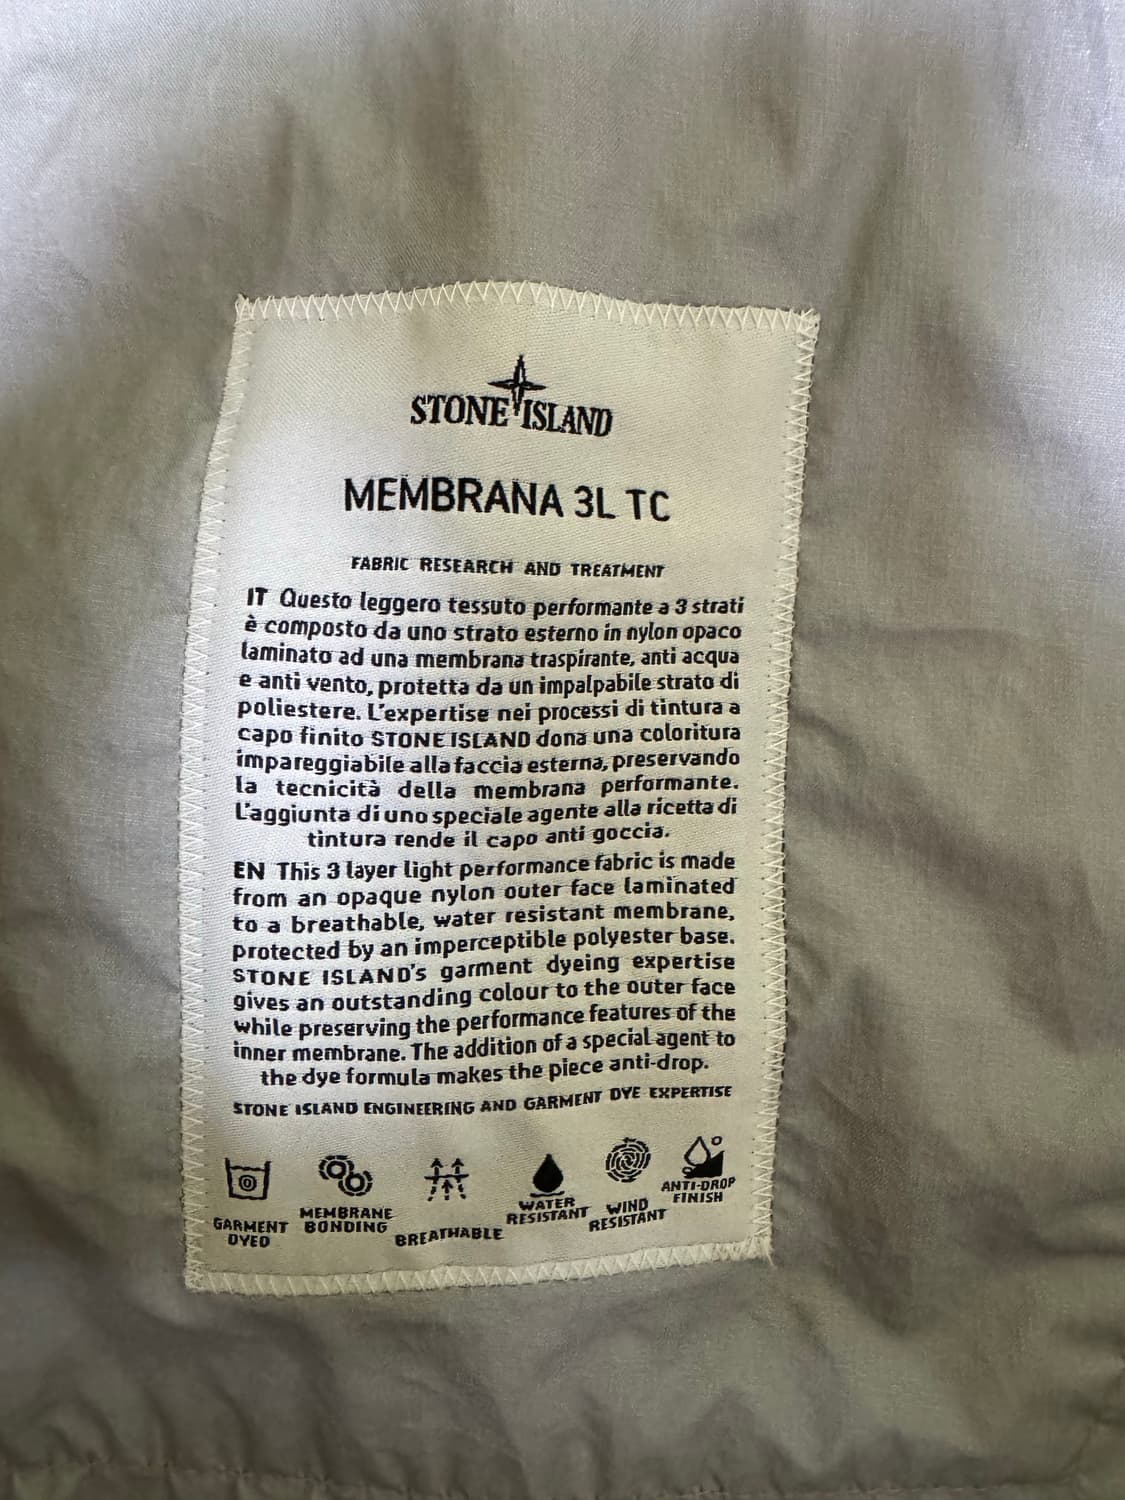 STONE ISLAND
MEMBRANA 3L TC
FABRIC RESEARCH AND TREATMENT
IT Questo leggero tessuto performante a 3 strati
è composto da uno strato esterno in nylon opaco
laminato ad una membrana traspirante, anti acqua
e anti vento, protetta da un impalpabile strato di
poliestere. L'expertise nei processi di tintura a
capo finito STONE ISLAND dona una coloritura
impareggiabile alla faccia esterna, preservando
la tecnicità della membrana performante.
L'aggiunta di uno speciale agente alla ricetta di
tintura rende il capo anti goccia.
EN This 3 layer light performance fabric is made
from an opaque nylon outer face laminated
to a breathable, water resistant membrane,
protected by an imperceptible polyester base.
STONE ISLAND's garment dyeing expertise
gives an outstanding colour to the outer face
while preserving the performance features of the
inner membrane. The addition of a special agent to
the dye formula makes the piece anti-drop.
STONE ISLAND ENGINEERING AND GARMENT DYE EXPERTISE
GARMENT
DYED
MEMBRANE
BONDING
BREATHABLE
WATER
RESISTANT
WIND
RESISTANT
ANTI-DROP
FINISH